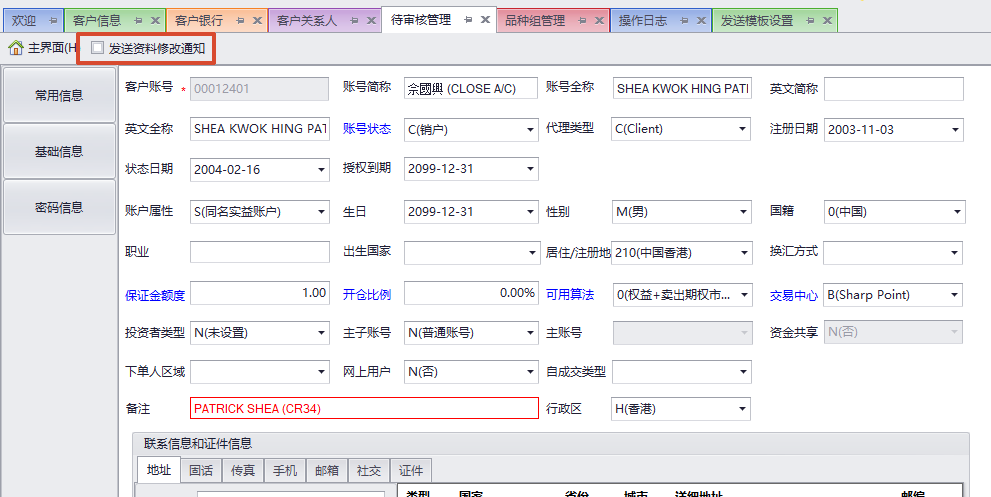 欢迎 客户信息 客户银行 客户关系人 待审核管理 品种组管理 操作日志 发送模板设置
主界面(H 发送资料修改通知
常用信息
基础信息
密码信息
客户账号 * 00012401 账号简称 佘國興 (CLOSE A/C) 账号全称 SHEA KWOK HING PATI 英文简称
英文全称 SHEA KWOK HING PAT 账号状态 C(销户) 代理类型 C(Client) 注册日期 2003-11-03
状态日期 2004-02-16 授权到期 2099-12-31
账户属性 S(同名实益账户) 生日 2099-12-31 性别 M(男) 国籍 0(中国)
职业 出生国家 居住/注册地 210(中国香港) 换汇方式
保证金额度 1.00 开仓比例 0.00% 可用算法 0(权益+卖出期权市... 交易中心 B(Sharp Point)
投资者类型 N(未设置) 主子账号 N(普通账号) 主账号 资金共享 N(否)
下单人区域 网上用户 N(否) 自成交类型
备注 PATRICK SHEA (CR34) 行政区 H(香港)
联系信息和证件信息
地址 固话 传真 手机 邮箱 社交 证件
类型 国家 省份 城市 详细地址 邮编